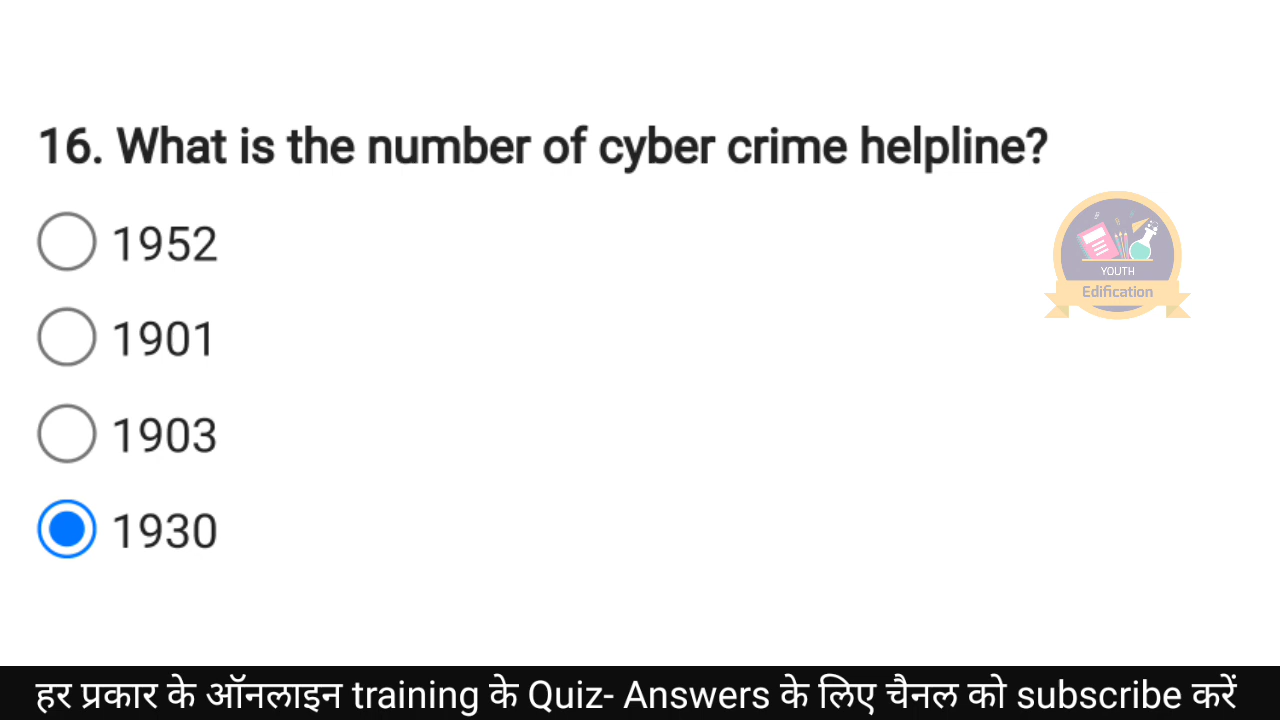 16. What is the number of cyber crime helpline?
1952
YOUTH
Edification
1901
1903
1930
हर प्रकार के ऑनलाइन training के Quiz- Answers के लिए चैनल को subscribe करें